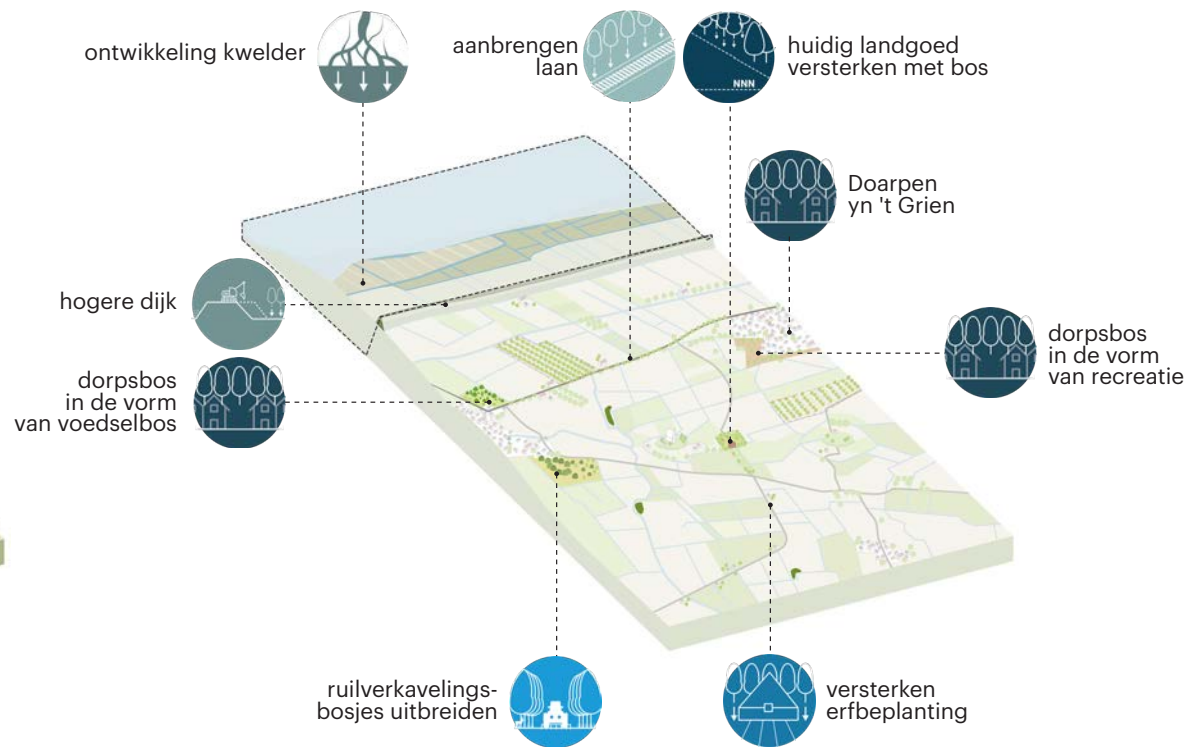 ontwikkeling kwelder
aanbrengen
laan
huidig landgoed
versterken met bos
NNN
Doarpen
yn 't Grien
hogere dijk
dorpsbos
in de vorm
van recreatie
dorpsbos
in de vorm
van voedselbos
ruilverkavelings-
bosjes uitbreiden
versterken
erfbeplanting